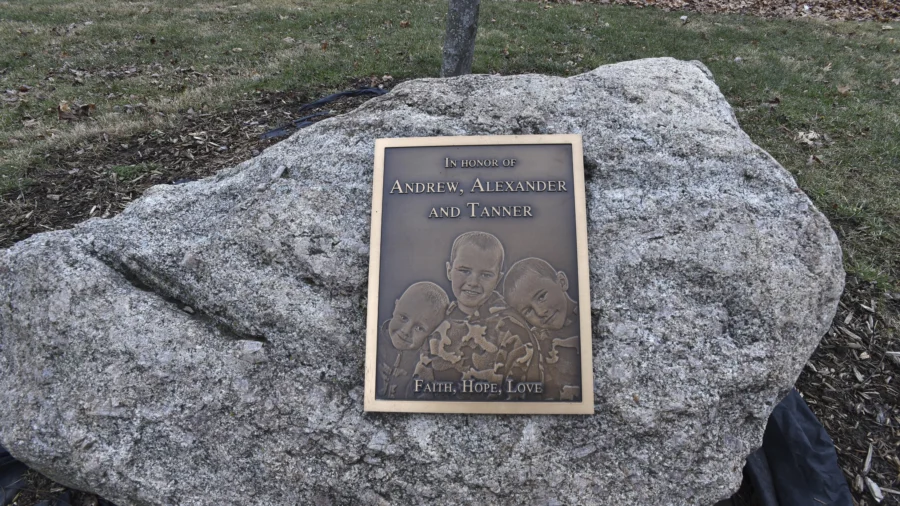 In honor of
Andrew, Alexander
and Tanner
Faith, Hope, Love